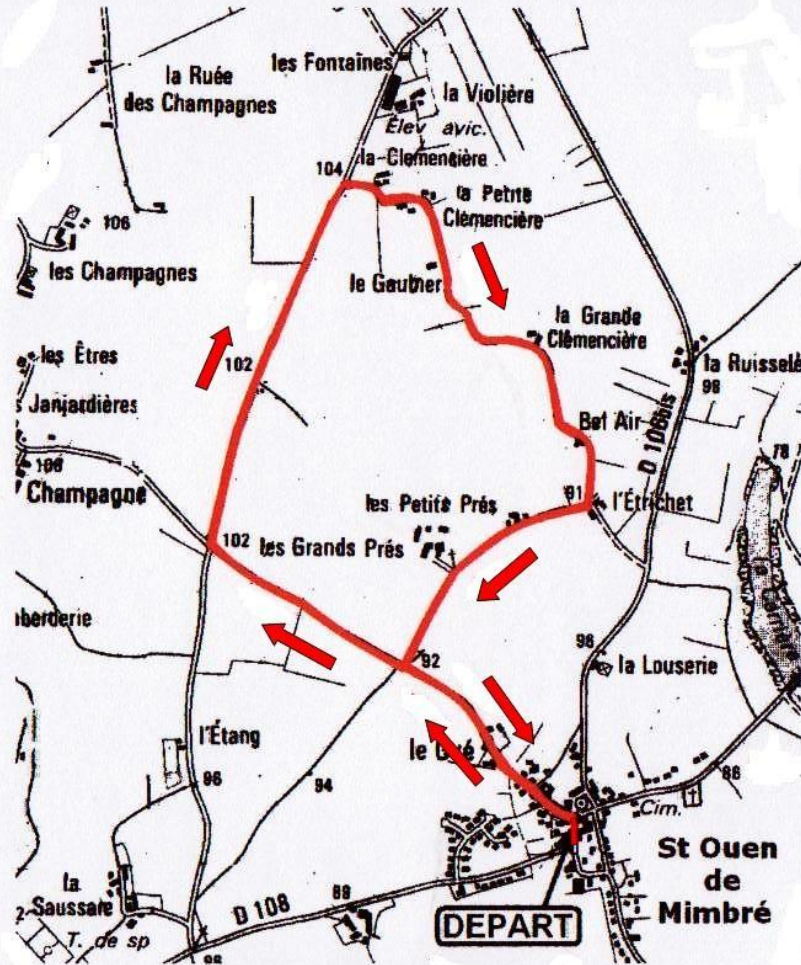 les Fontaines
la Ruée
des Champagnes
la Violière
Elev avic.
la Clemencière
104
la Petite
Clémencière
106
les Champagnes
le Gautier
la Grande
Clémencière
les Êtres
102
la Ruisselé
98
Janjardières
Bel Air
D 108bis
106
Champagne
78
91
l'Étrichet
les Petits Prés
102
les Grands Prés
berderie
92
98
la Louserie
l'Étang
le Gué
96
94
86
Cim.
St Ouen
de
Mimbré
la
Saussaie
D 108
88
DEPART
T. de sp
96